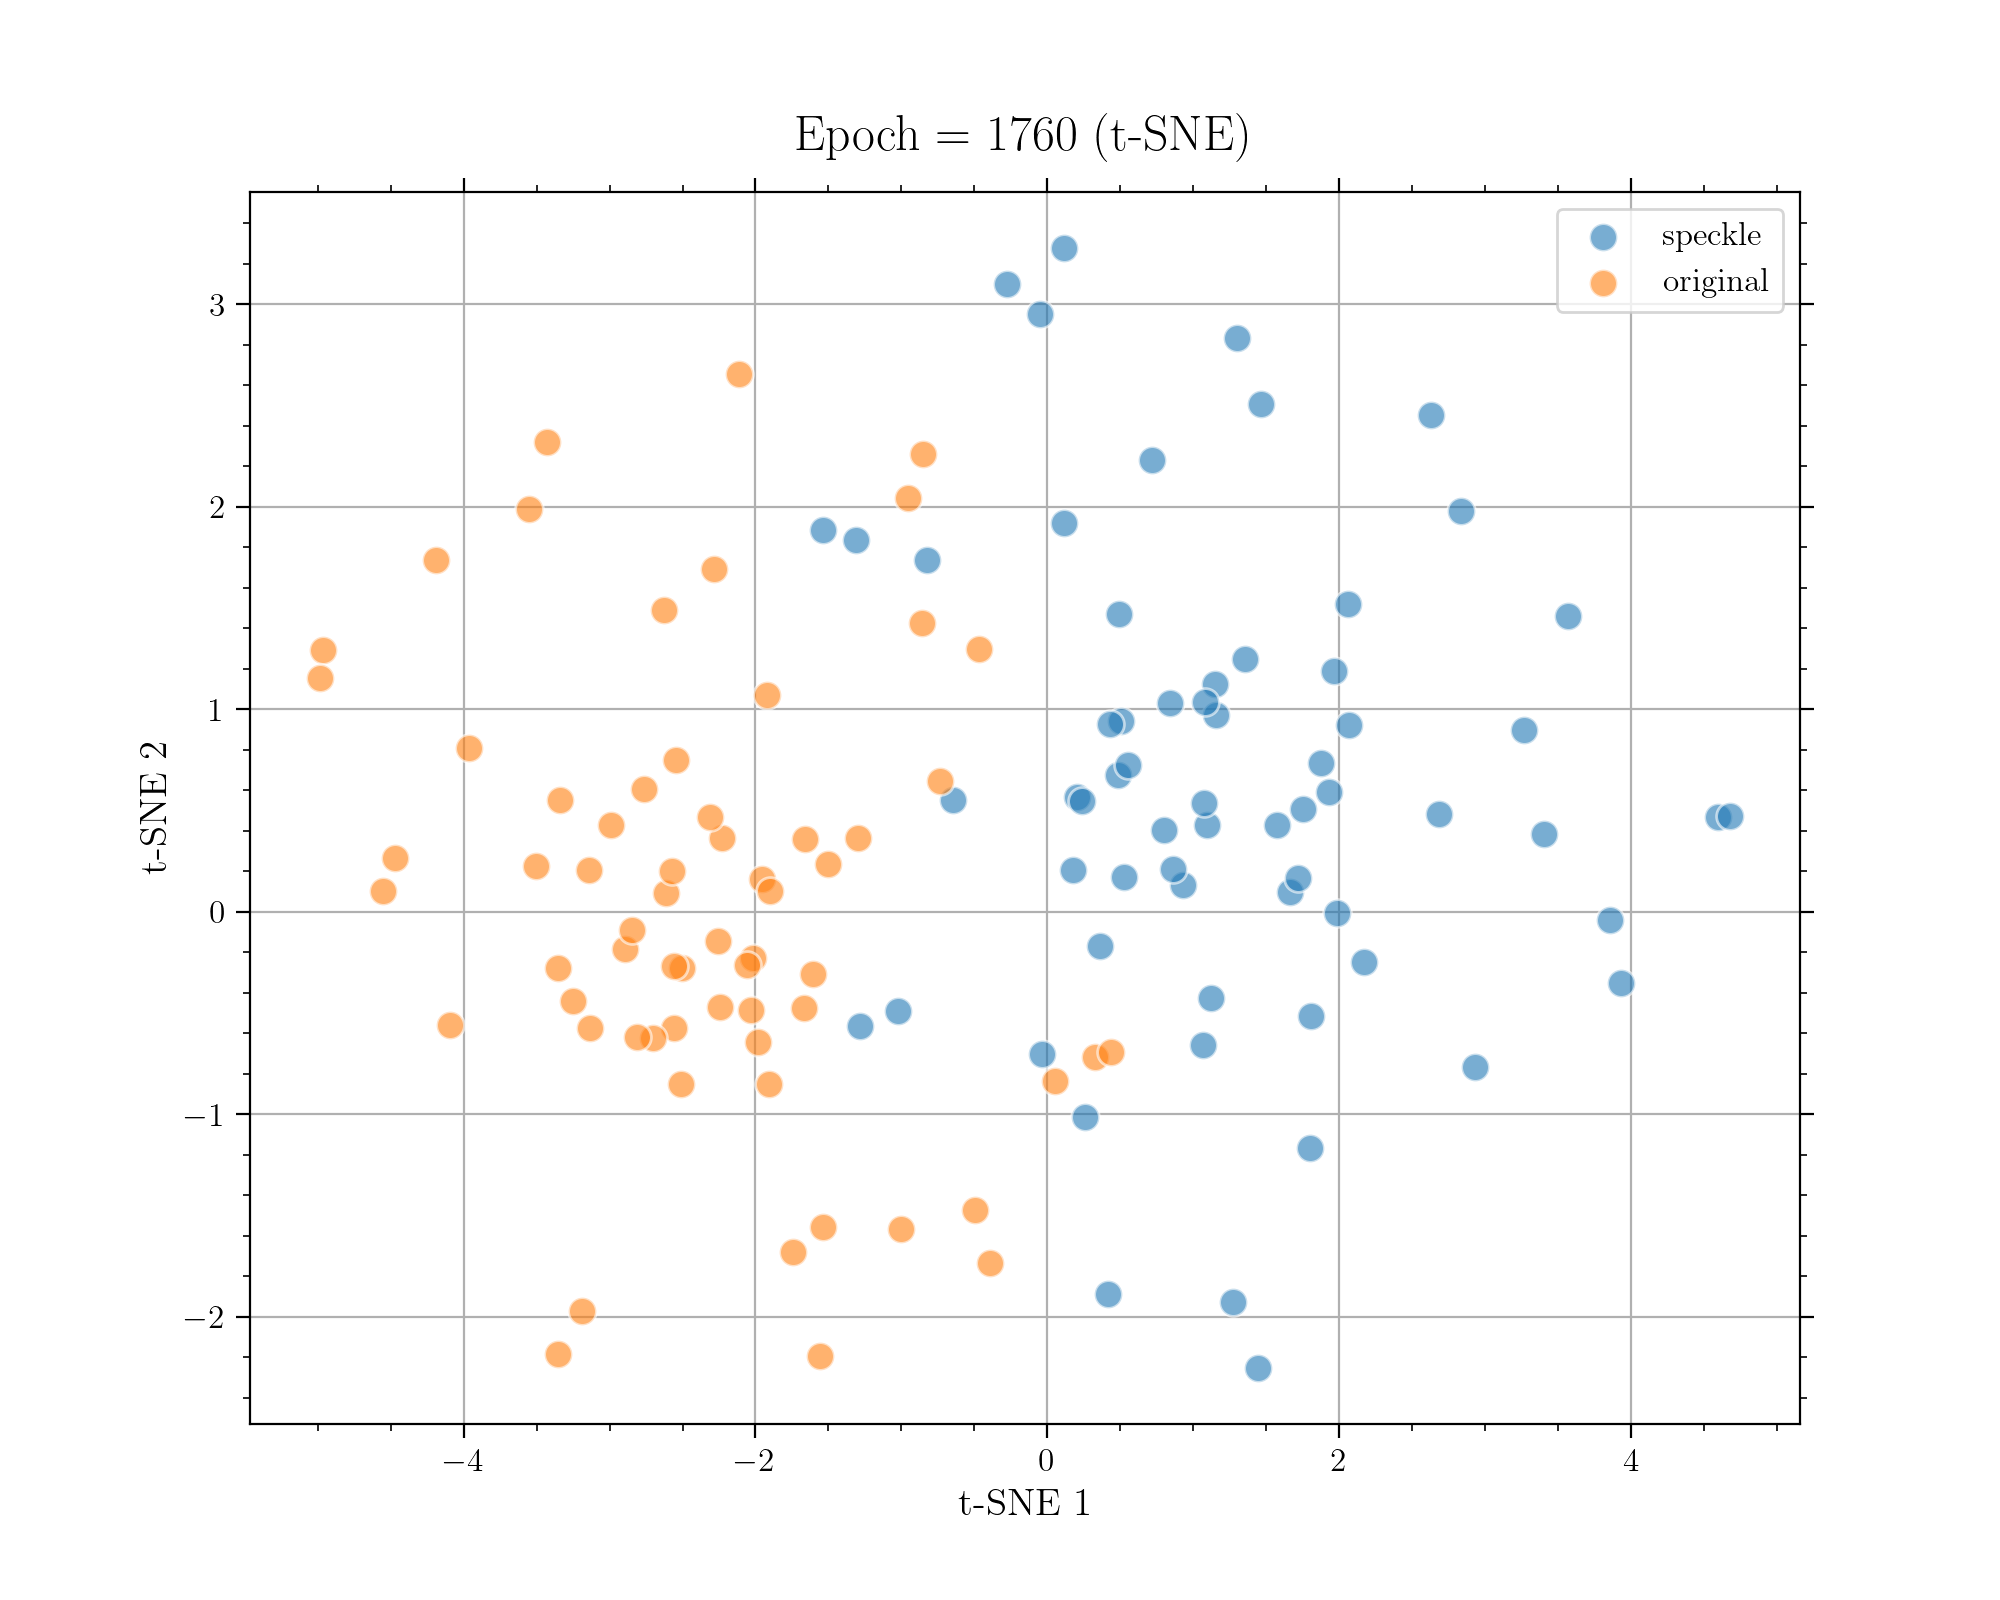 Epoch = 1760 (t-SNE)
speckle
original
3
2
1
0
−1
−2
t-SNE 2
−4
−2
0
2
4
t-SNE 1